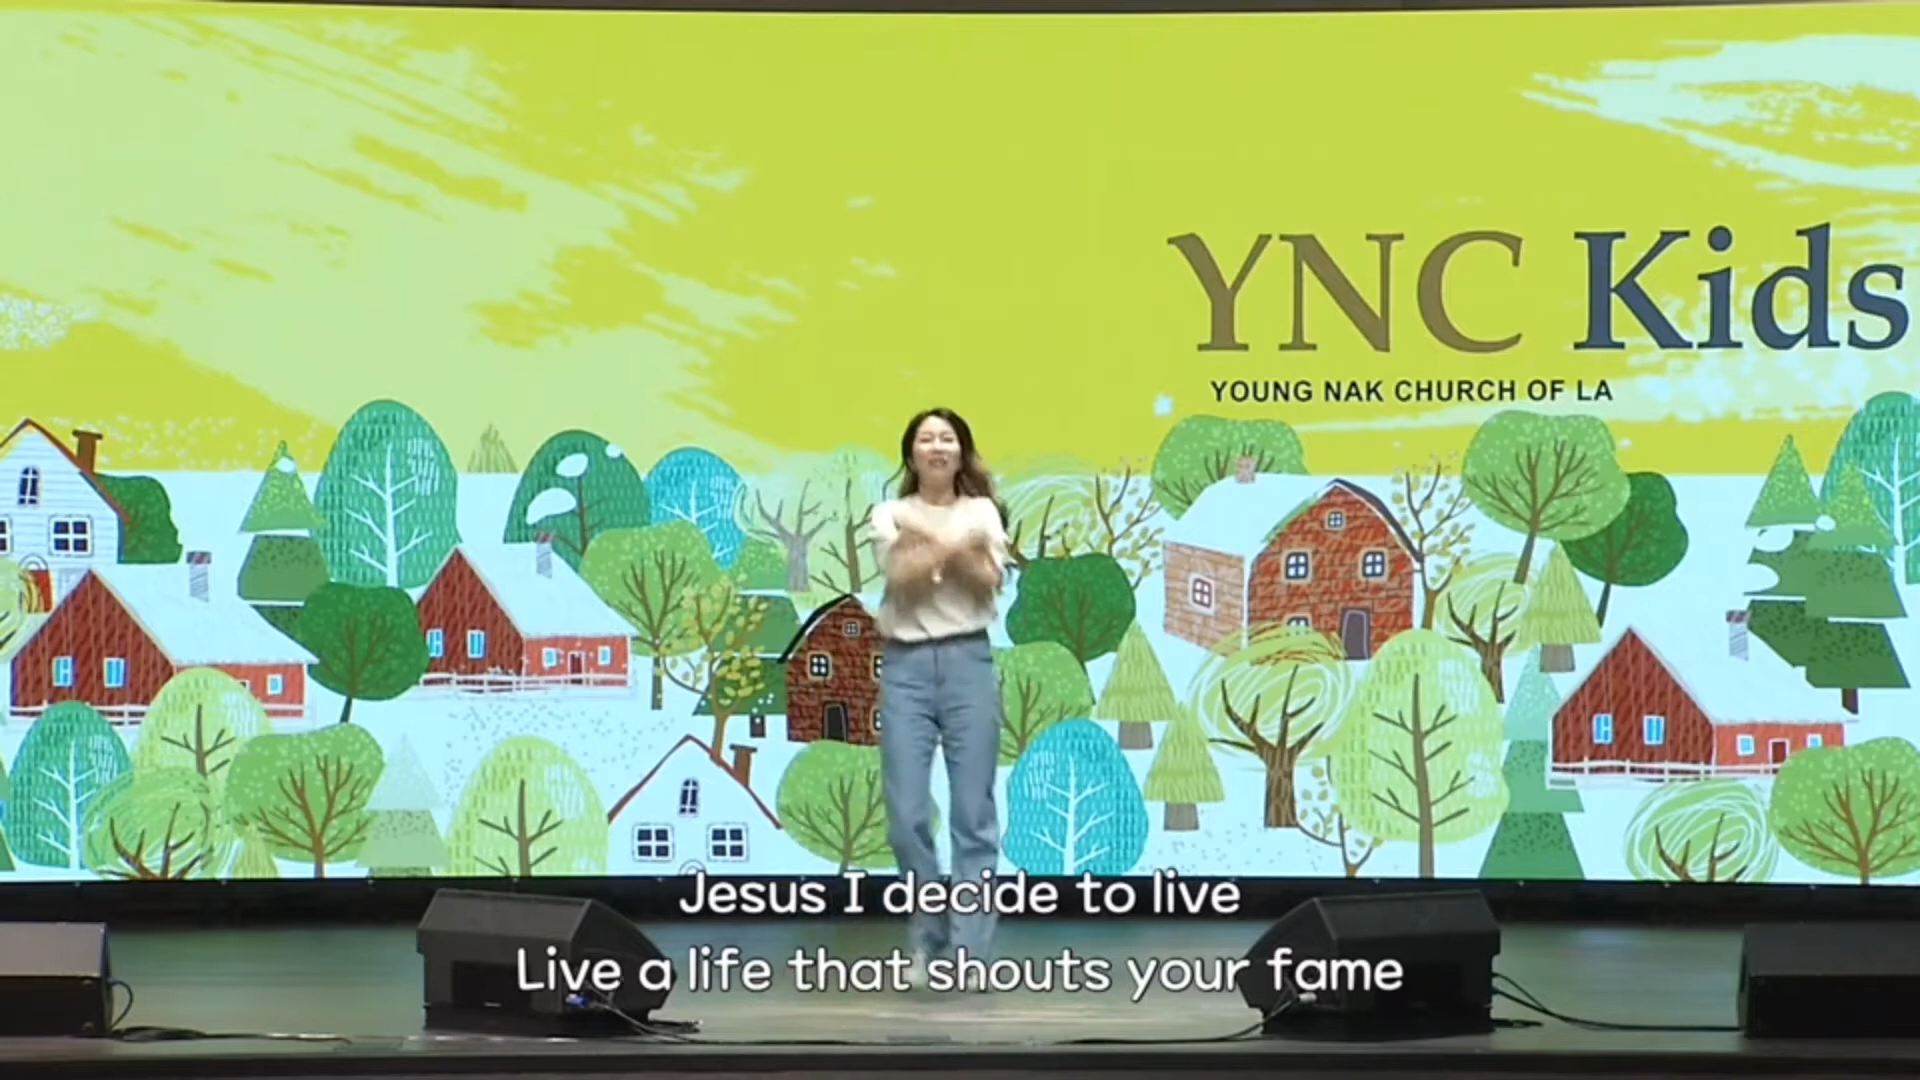 YNC Kids
YOUNG NAK CHURCH OF LA
Jesus I decide to live
Live a life that shouts your fame